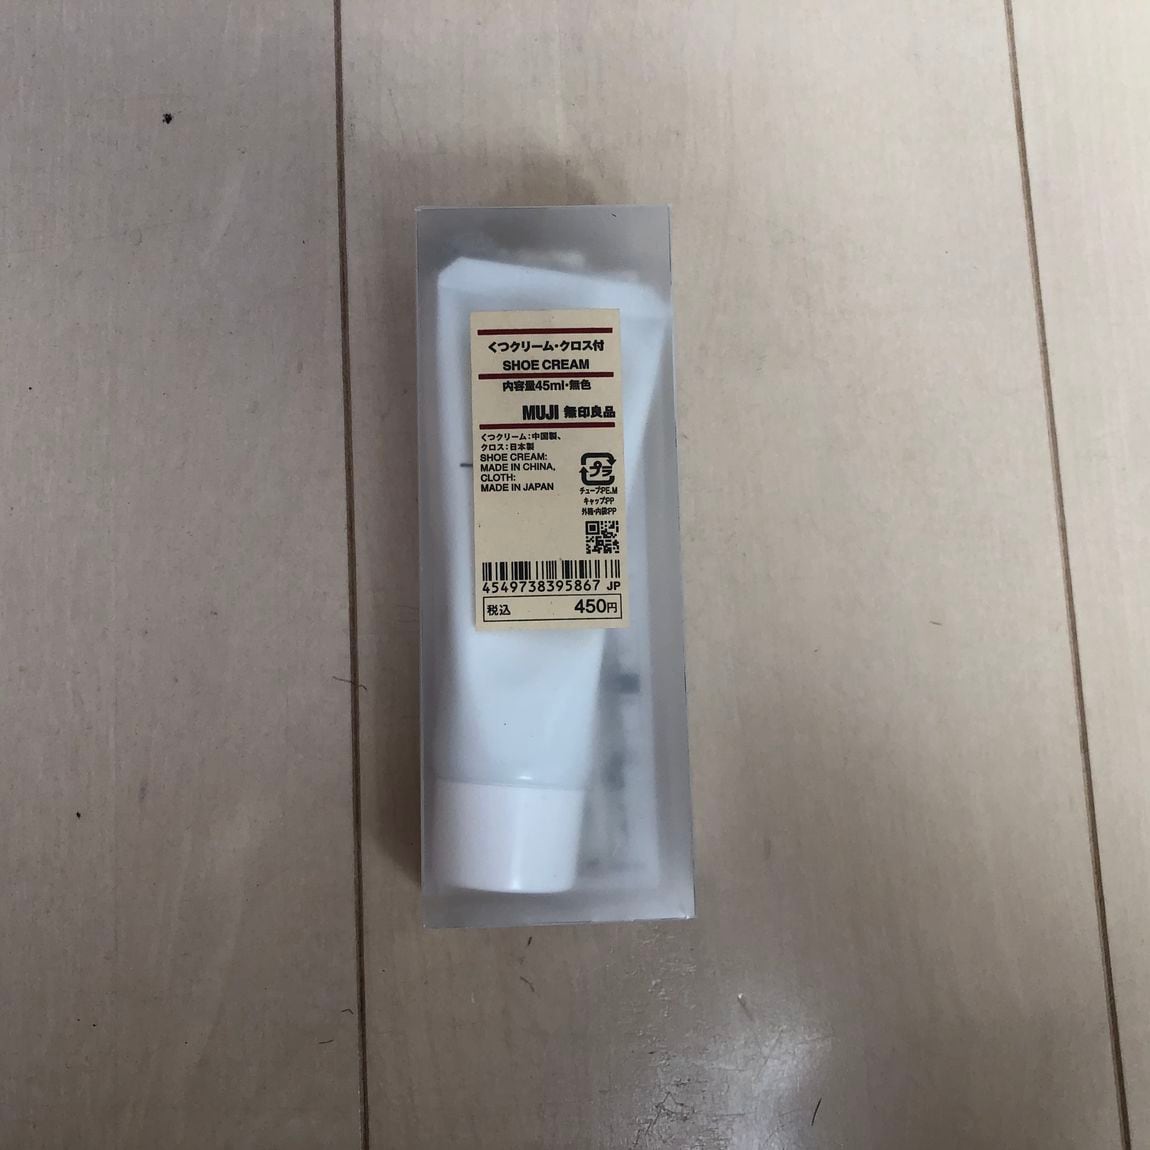 くつクリーム・クロス付
SHOE CREAM
内容量45ml・無色
MUJI 無印良品
くつクリーム：中国製、
クロス：日本製
SHOE CREAM:
MADE IN CHINA,
CLOTH:
MADE IN JAPAN
プラ
チューブPE,M
キャップPP
外箱・内袋PP
4549738395867 JP
税込 450円